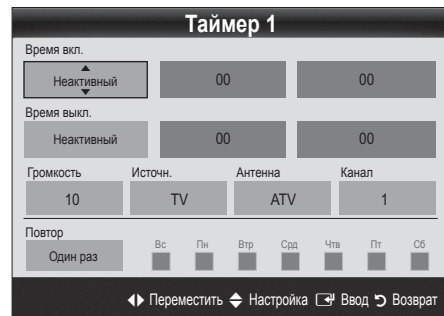 Таймер 1
Время вкл.
Неактивный 00 00
Время выкл.
Неактивный 00 00
Громкость Источн. Антенна Канал
10 TV ATV 1
Повтор
Один раз Вс Пн Втр Срд Чтв Пт Сб
Переместить Настройка Ввод Возврат